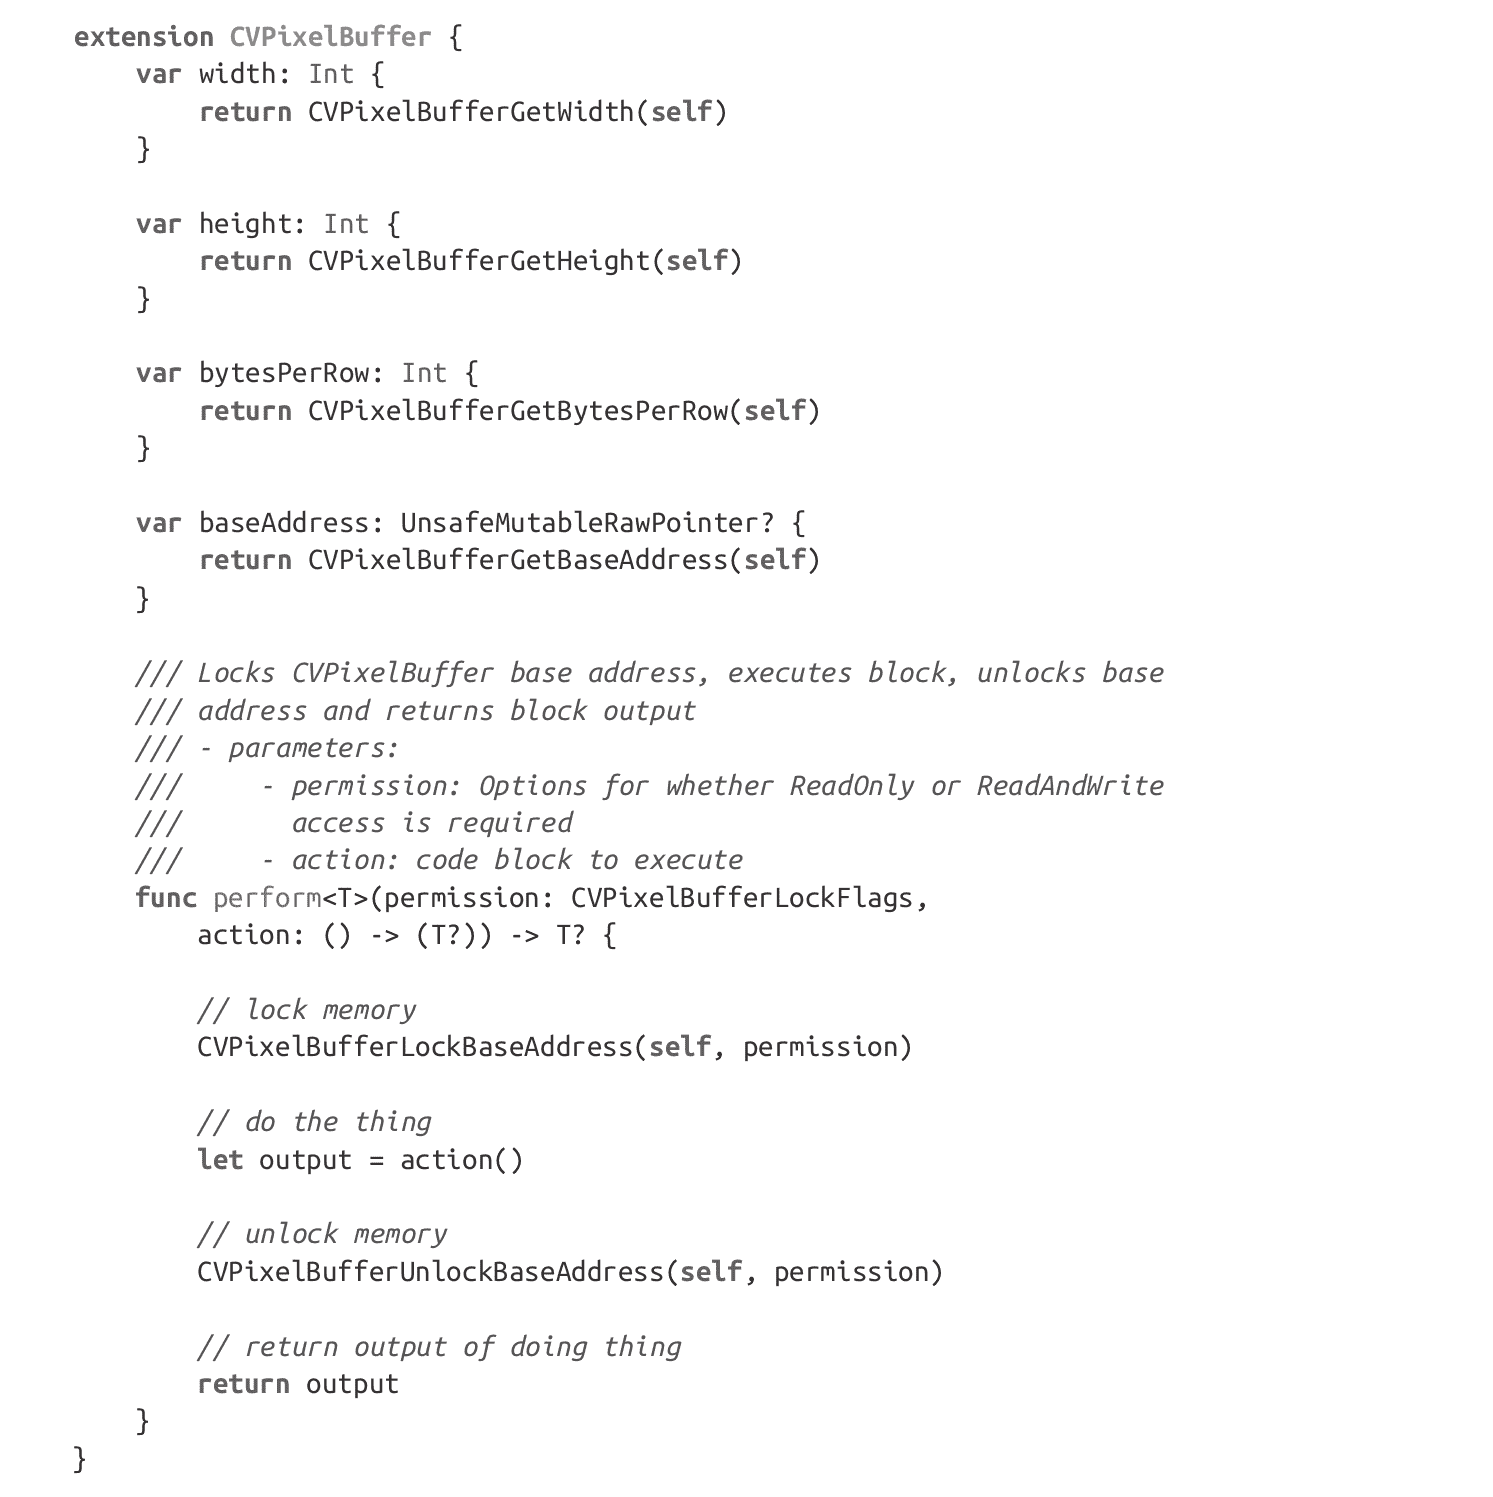 extension CVPixelBuffer {
    var width: Int {
        return CVPixelBufferGetWidth(self)
    }

    var height: Int {
        return CVPixelBufferGetHeight(self)
    }

    var bytesPerRow: Int {
        return CVPixelBufferGetBytesPerRow(self)
    }

    var baseAddress: UnsafeMutableRawPointer? {
        return CVPixelBufferGetBaseAddress(self)
    }

    /// Locks CVPixelBuffer base address, executes block, unlocks base
    /// address and returns block output
    /// - parameters:
    ///     - permission: Options for whether ReadOnly or ReadAndWrite
    ///       access is required
    ///     - action: code block to execute
    func perform<T>(permission: CVPixelBufferLockFlags,
        action: () -> (T?)) -> T? {

        // lock memory
        CVPixelBufferLockBaseAddress(self, permission)

        // do the thing
        let output = action()

        // unlock memory
        CVPixelBufferUnlockBaseAddress(self, permission)

        // return output of doing thing
        return output
    }
}